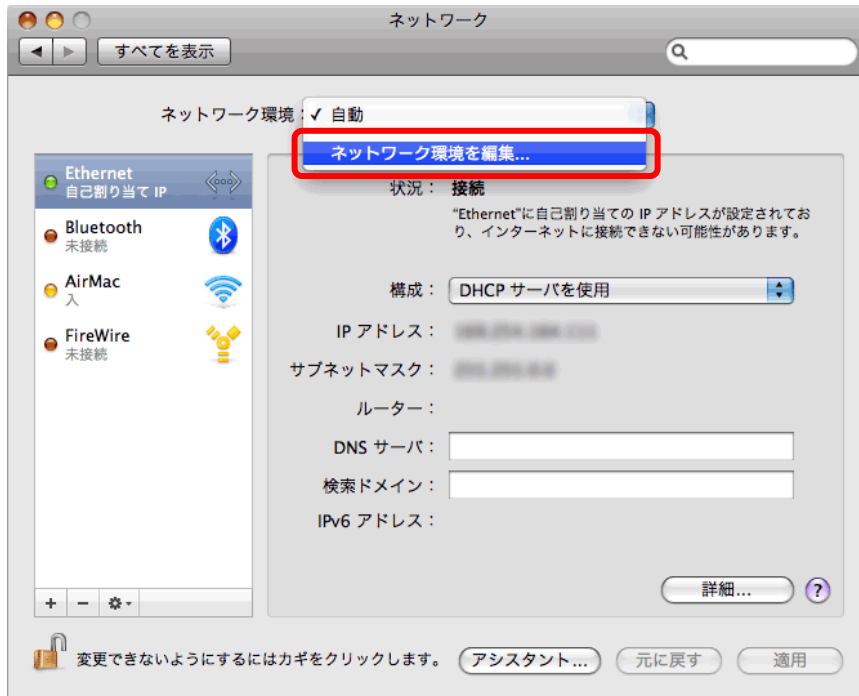 ネットワーク
すべてを表示
ネットワーク環境：✓ 自動
ネットワーク環境を編集...
Ethernet
自己割り当て IP
Bluetooth
未接続
AirMac
入
FireWire
未接続
状況： 接続
“Ethernet”に自己割り当ての IP アドレスが設定されてお
り、インターネットに接続できない可能性があります。
構成： DHCP サーバを使用
IP アドレス：
サブネットマスク：
ルーター：
DNS サーバ：
検索ドメイン：
IPv6 アドレス：
詳細... ?
変更できないようにするにはカギをクリックします。 アシスタント... 元に戻す 適用